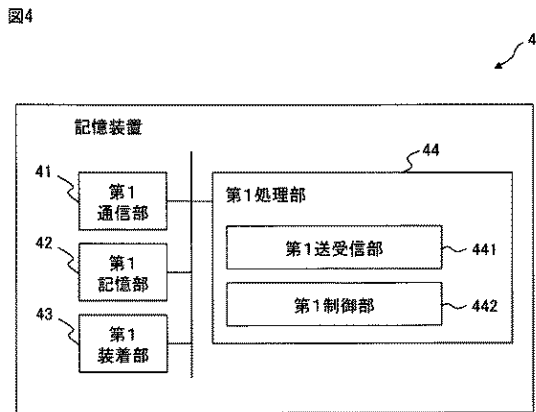 図4
4
記憶装置
44
41
第1
通信部
第1処理部
第1送受信部
441
42
第1
記憶部
第1制御部
442
43
第1
装着部